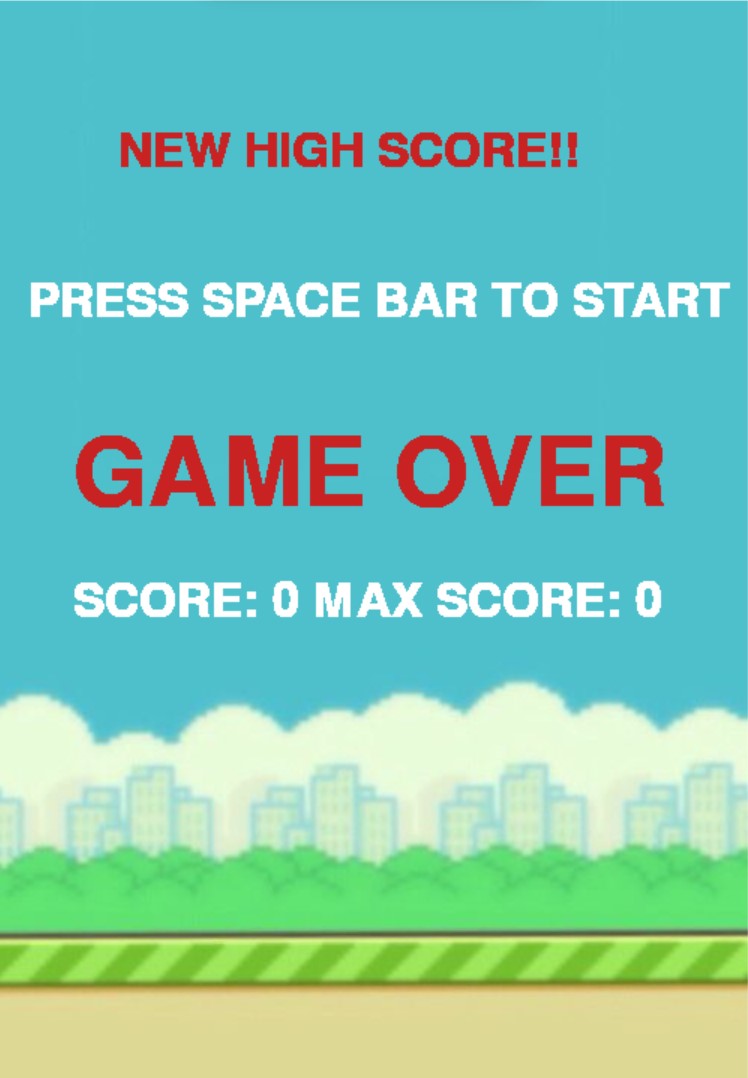 NEW HIGH SCORE!!
PRESS SPACE BAR TO START
GAME OVER
SCORE: 0 MAX SCORE: 0